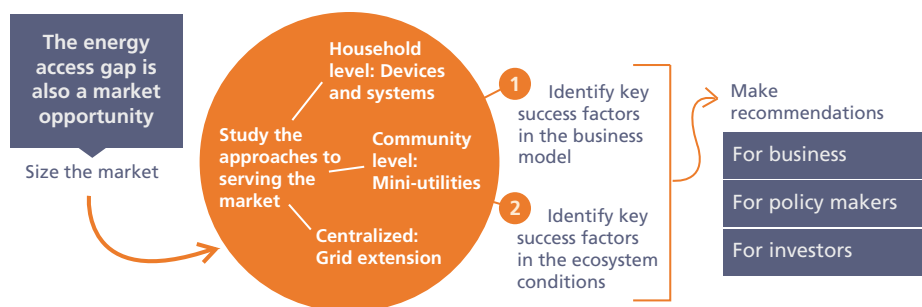 The energy
access gap is
also a market
opportunity
Size the market
Study the
approaches to
serving the
market
Household
level: Devices
and systems
Community
level:
Mini-utilities
Centralized:
Grid extension
1
Identify key
success factors
in the business
model
2
Identify key
success factors
in the ecosystem
conditions
Make
recommendations
For business
For policy makers
For investors